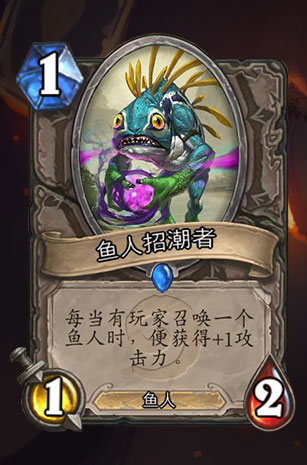 1
鱼人招潮者
每当有玩家召唤一个
鱼人时，便获得+1攻
击力。
1
鱼人
2